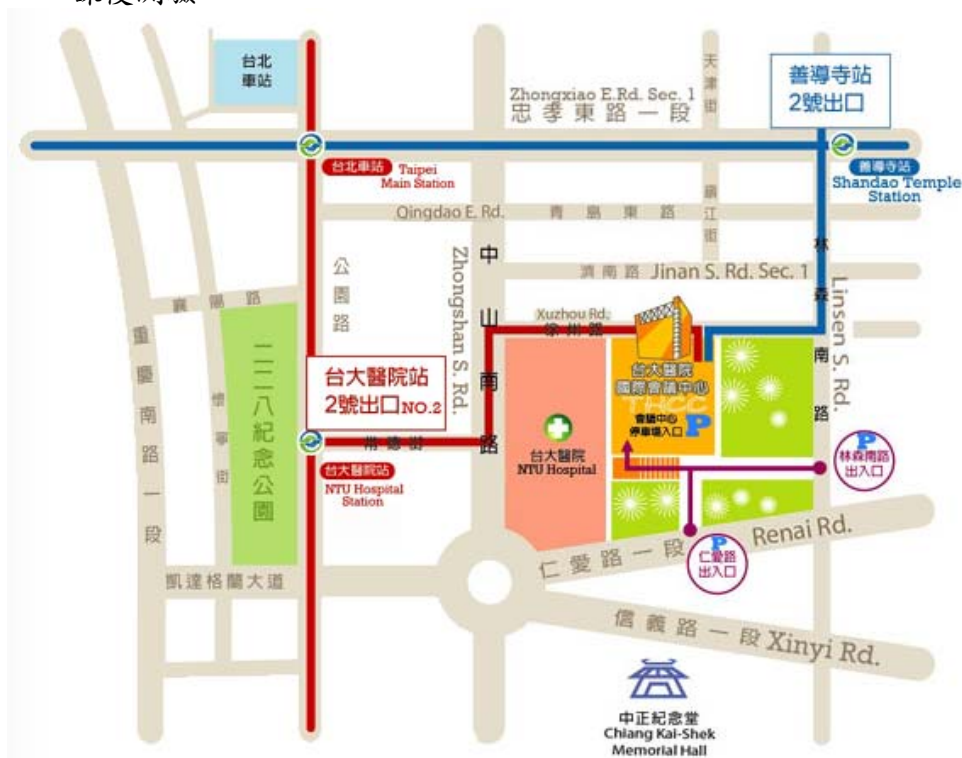 台北
車站
天津街
善導寺站
2號出口
Zhongxiao E.Rd. Sec. 1
忠孝東路一段
台北車站
Taipei
Main Station
善導寺站
Shandao Temple
Station
Qingdao E. Rd.
青島東路
鎮江街
公園路
Zhongshan S. Rd.
中山南路
濟南路 Jinan S. Rd. Sec. 1
林森南路
Linsen S. Rd.
襄陽路
Xuzhou Rd.
徐州路
重慶南路一段
懷寧街
二二八紀念公園
台大醫院站
2號出口NO.2
常德街
台大醫院站
NTU Hospital
Station
台大醫院
NTU Hospital
台大醫院
國際會議中心
THCC
會議中心
停車場入口 P
P
林森南路
出入口
P
仁愛路
出入口
仁愛路一段 Renai Rd.
凱達格蘭大道
信義路一段 Xinyi Rd.
中正紀念堂
Chiang Kai-Shek
Memorial Hall